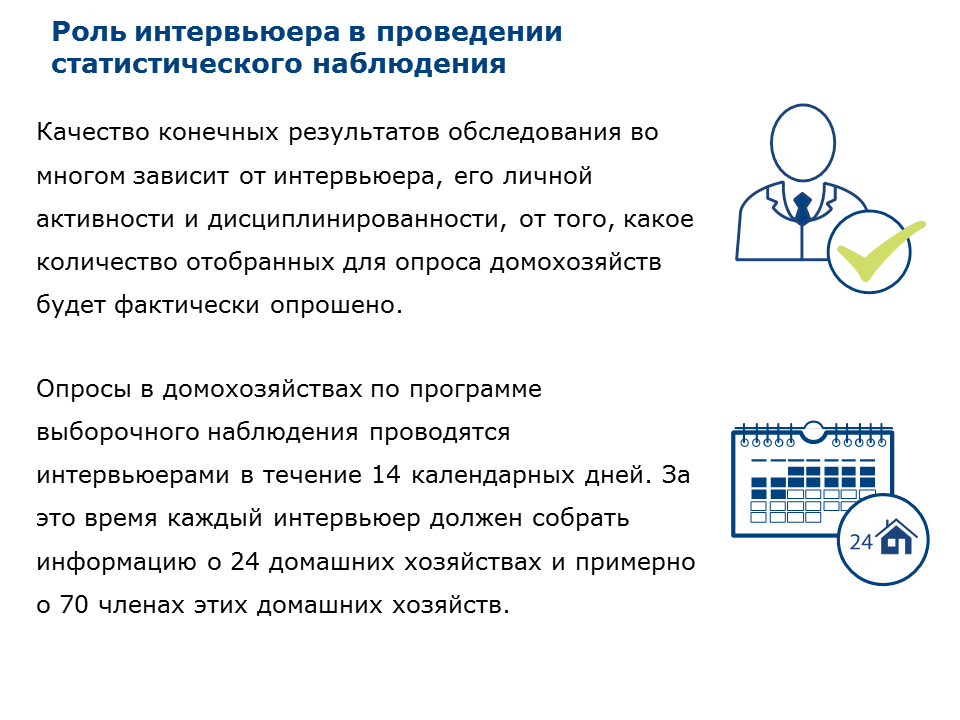 Роль интервьюера в проведении
статистического наблюдения
Качество конечных результатов обследования во
многом зависит от интервьюера, его личной
активности и дисциплинированности, от того, какое
количество отобранных для опроса домохозяйств
будет фактически опрошено.
Опросы в домохозяйствах по программе
выборочного наблюдения проводятся
интервьюерами в течение 14 календарных дней. За
это время каждый интервьюер должен собрать
информацию о 24 домашних хозяйствах и примерно
о 70 членах этих домашних хозяйств.
24